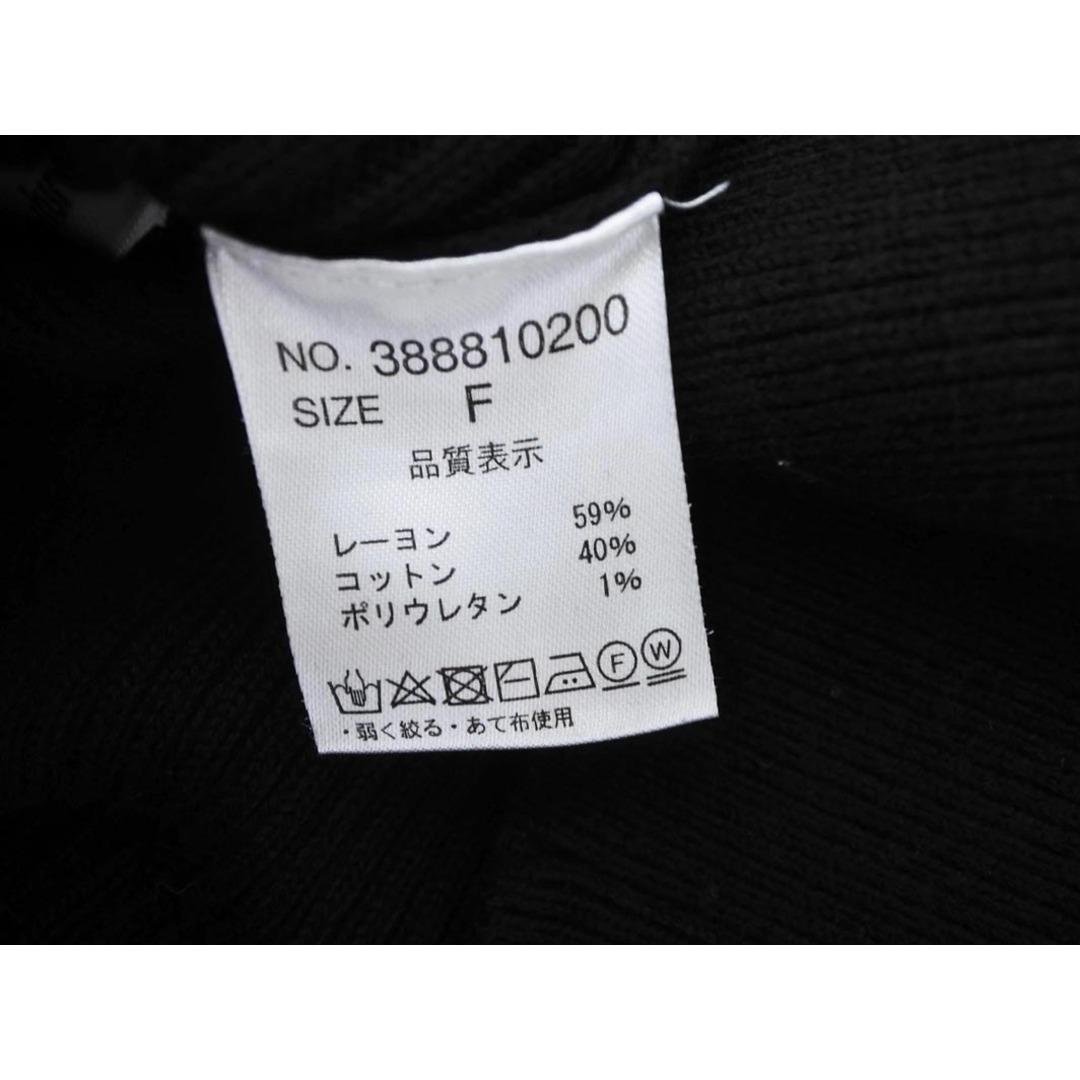 NO. 388810200
SIZE F
品質表示
レーヨン 59%
コットン 40%
ポリウレタン 1%
F W
・弱く絞る・あて布使用